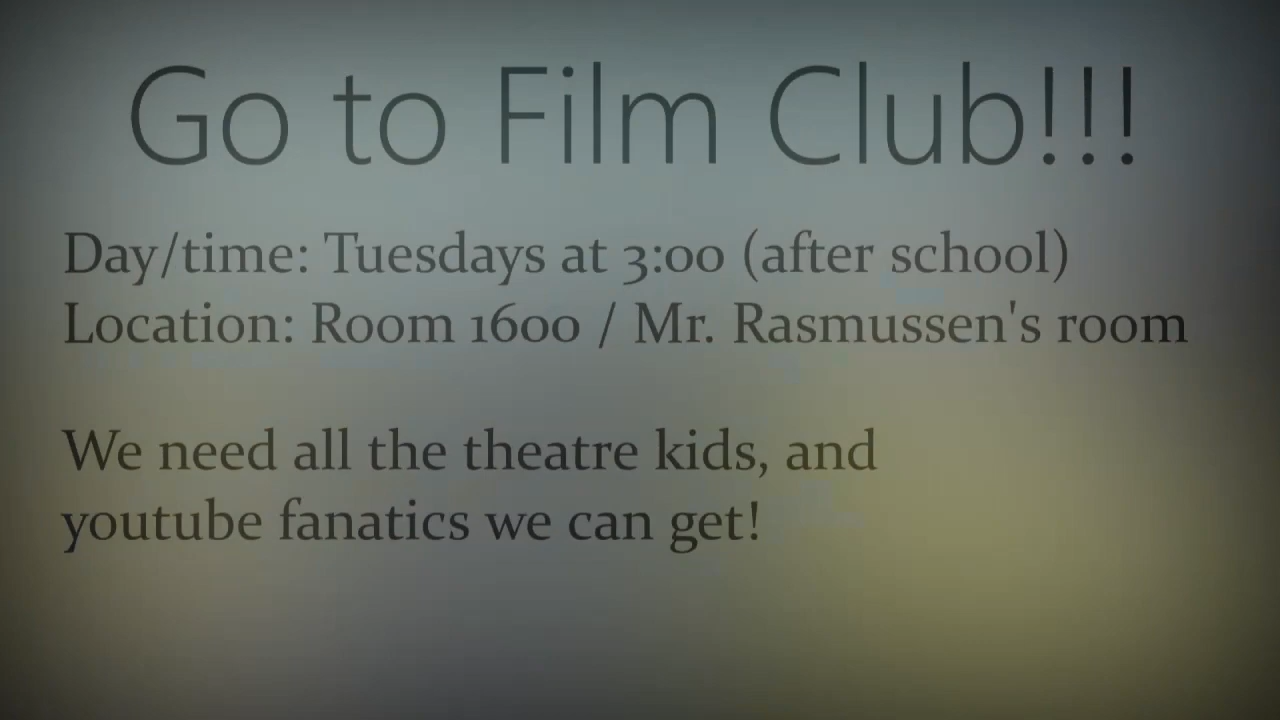 Go to Film Club!!!
Day/time: Tuesdays at 3:00 (after school)
Location: Room 1600 / Mr. Rasmussen's room
We need all the theatre kids, and
youtube fanatics we can get!